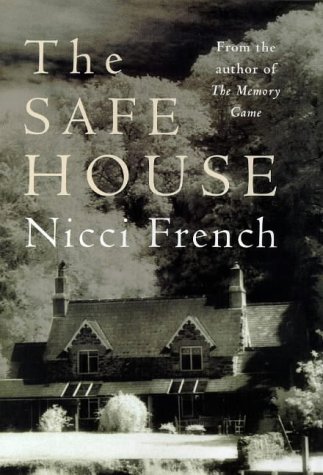 The
SAFE
HOUSE
Nicci French
From the
author of
The Memory
Game